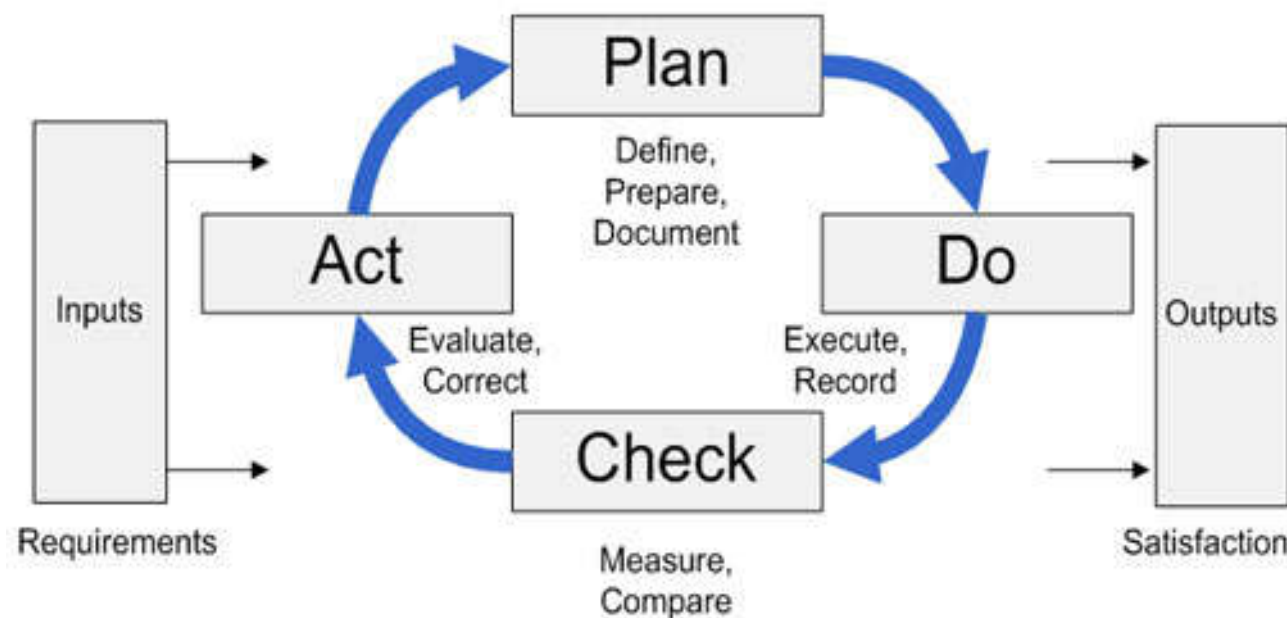 Plan
Define,
Prepare,
Document
Act
Do
Inputs
Outputs
Evaluate,
Correct
Execute,
Record
Check
Requirements
Satisfaction
Measure,
Compare